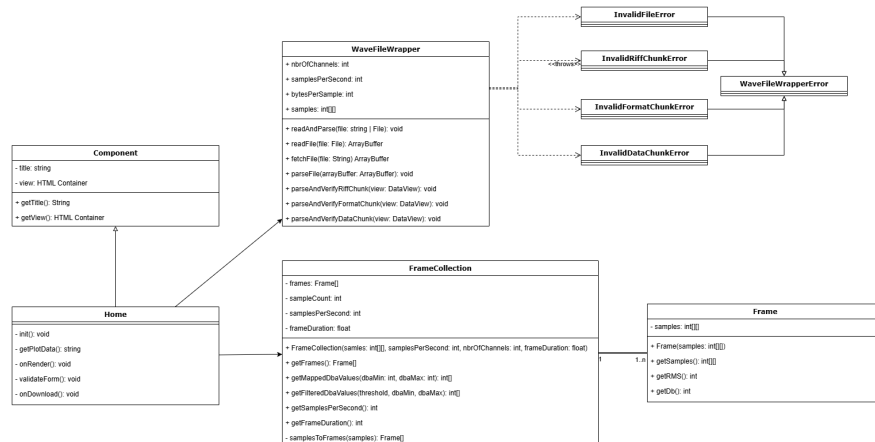 InvalidFileError
InvalidRiffChunkError
<<throws>>
WaveFileWrapperError
InvalidFormatChunkError
InvalidDataChunkError
WaveFileWrapper
+ nbrOfChannels: int
+ samplesPerSecond: int
+ bytesPerSample: int
+ samples: int[][]
+ readAndParse(file: string | File): void
+ readFile(file: File): ArrayBuffer
+ fetchFile(file: String) ArrayBuffer
+ parseFile(arrayBuffer: ArrayBuffer): void
+ parseAndVerifyRiffChunk(view: DataView): void
+ parseAndVerifyFormatChunk(view: DataView): void
+ parseAndVerifyDataChunk(view: DataView): void
Component
- title: string
- view: HTML Container
+ getTitle(): String
+ getView(): HTML Container
Home
- init(): void
- getPlotData(): string
- onRender(): void
- validateForm(): void
- onDownload(): void
FrameCollection
- frames: Frame[]
- sampleCount: int
- samplesPerSecond: int
- frameDuration: float
+ FrameCollection(samles: int[][], samplesPerSecond: int, nbrOfChannels: int, frameDuration: float)
+ getFrames(): Frame[]
+ getMappedDbaValues(dbaMin: int, dbaMax: int): int[]
+ getFilteredDbaValues(threshold, dbaMin, dbaMax): int[]
+ getSamplesPerSecond(): int
+ getFrameDuration(): int
- samplesToFrames(samples): Frame[]
1
1..n
Frame
- samples: int[][]
+ Frame(samples: int[][])
+ getSamples(): int[][]
+ getRMS(): int
+ getDb(): int